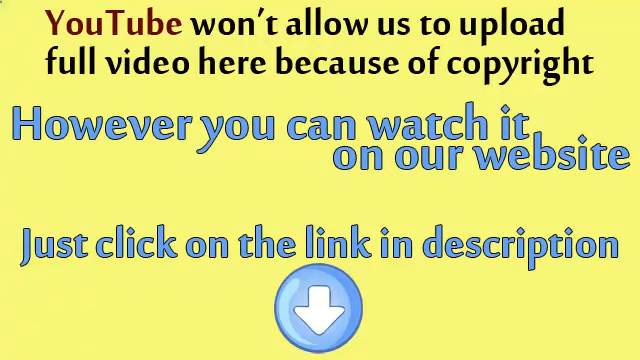 YouTube won't allow us to upload
full video here because of copyright
However you can watch it
on our website
Just click on the link in description